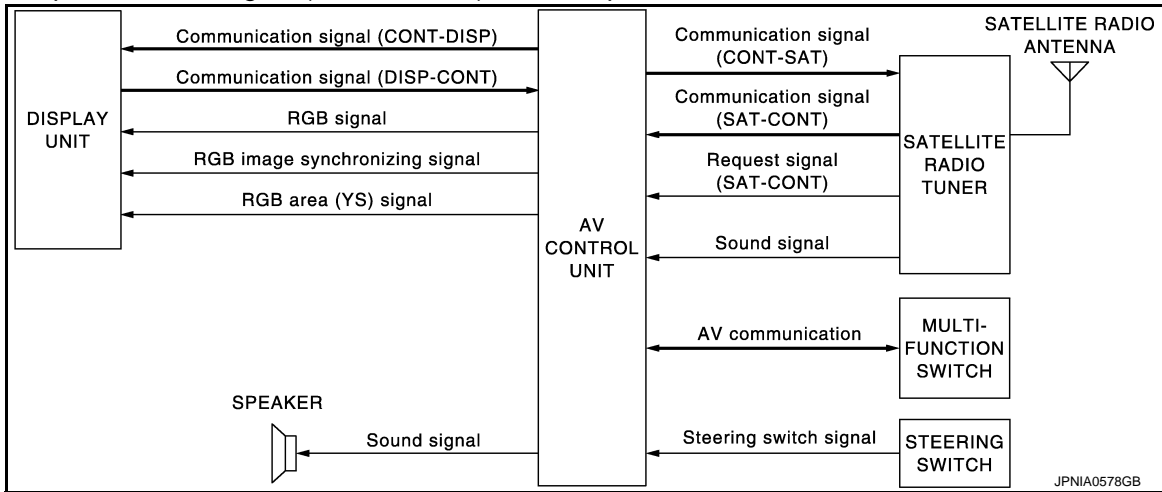 Communication signal (CONT-DISP)
Communication signal (DISP-CONT)
RGB signal
RGB image synchronizing signal
RGB area (YS) signal
DISPLAY
UNIT
SPEAKER
Sound signal
AV
CONTROL
UNIT
Communication signal
(CONT-SAT)
Communication signal
(SAT-CONT)
Request signal
(SAT-CONT)
Sound signal
AV communication
Steering switch signal
SATELLITE RADIO
ANTENNA
SATELLITE
RADIO
TUNER
MULTI-
FUNCTION
SWITCH
STEERING
SWITCH
JPNIA0578GB